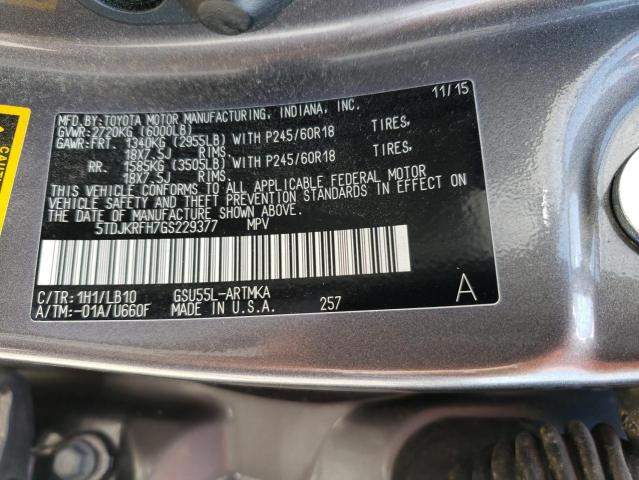 MFD.BY:TOYOTA MOTOR MANUFACTURING, INDIANA, INC. 11/15
GVWR:2720KG (6000LB)
GAWR:FRT. 1340KG (2955LB) WITH P245/60R18 TIRES,
18X7.5J RIMS
RR. 1585KG (3505LB) WITH P245/60R18 TIRES,
18X7.5J RIMS
THIS VEHICLE CONFORMS TO ALL APPLICABLE FEDERAL MOTOR
VEHICLE SAFETY AND THEFT PREVENTION STANDARDS IN EFFECT ON
THE DATE OF MANUFACTURE SHOWN ABOVE.
5TDJKRFH7GS229377 MPV
C/TR:1H1/LB10 GSU55L-ARTMKA
A/TM:-01A/U660F MADE IN U.S.A. 257 A